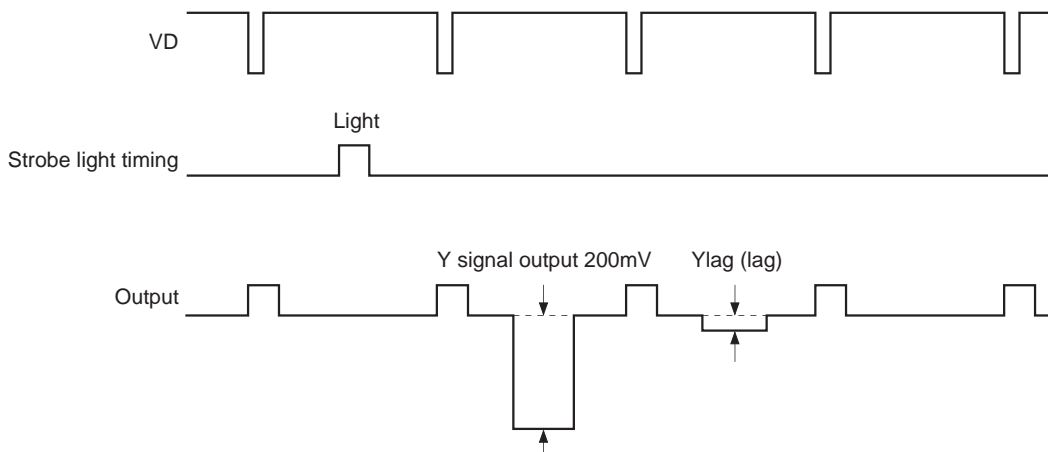 VD
Light
Strobe light timing
Y signal output 200mV
Ylag (lag)
Output